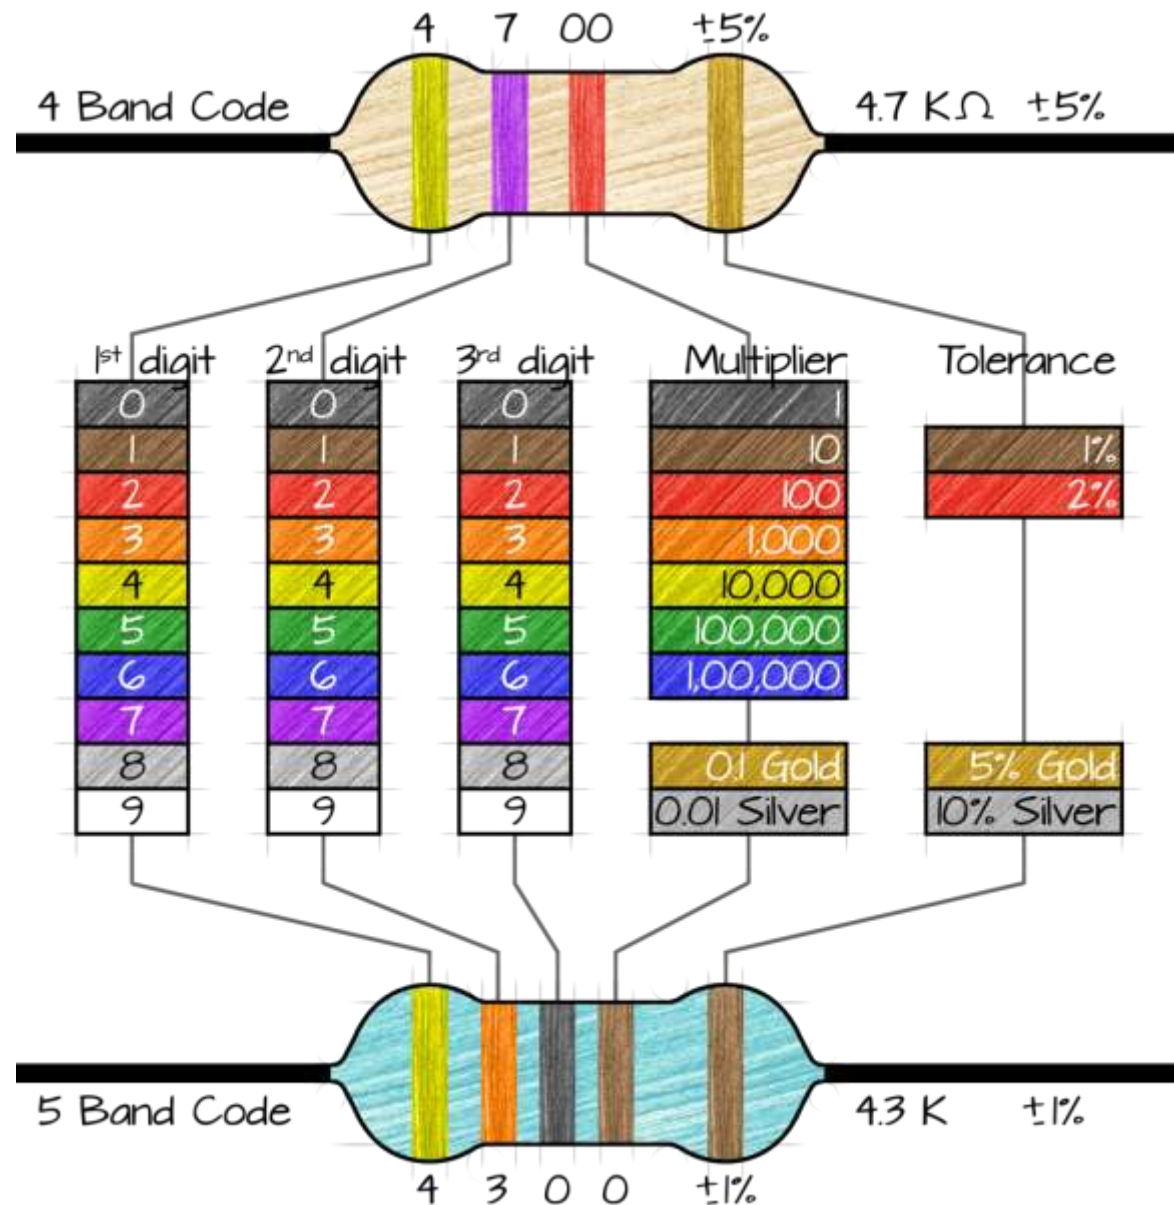 4 7 00 ±5%
4 Band Code 4.7 KΩ ±5%
1st digit 2nd digit 3rd digit Multiplier Tolerance
0 0 0 1
1 1 1 10 1%
2 2 2 100 2%
3 3 3 1,000
4 4 4 10,000
5 5 5 100,000
6 6 6 1,00,000
7 7 7
8 8 8 0.1 Gold 5% Gold
9 9 9 0.01 Silver 10% Silver
5 Band Code 4.3 K ±1%
4 3 0 0 ±1%